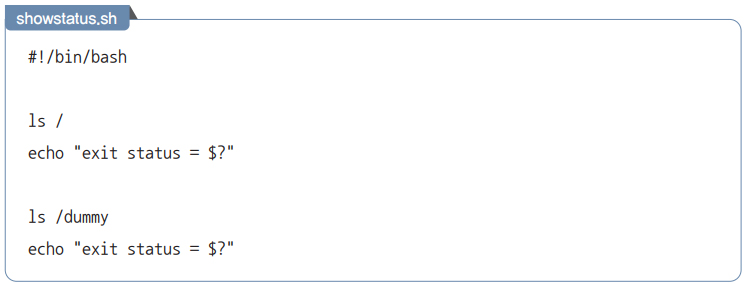 showstatus.sh
#!/bin/bash
ls /
echo "exit status = $?"
ls /dummy
echo "exit status = $?"